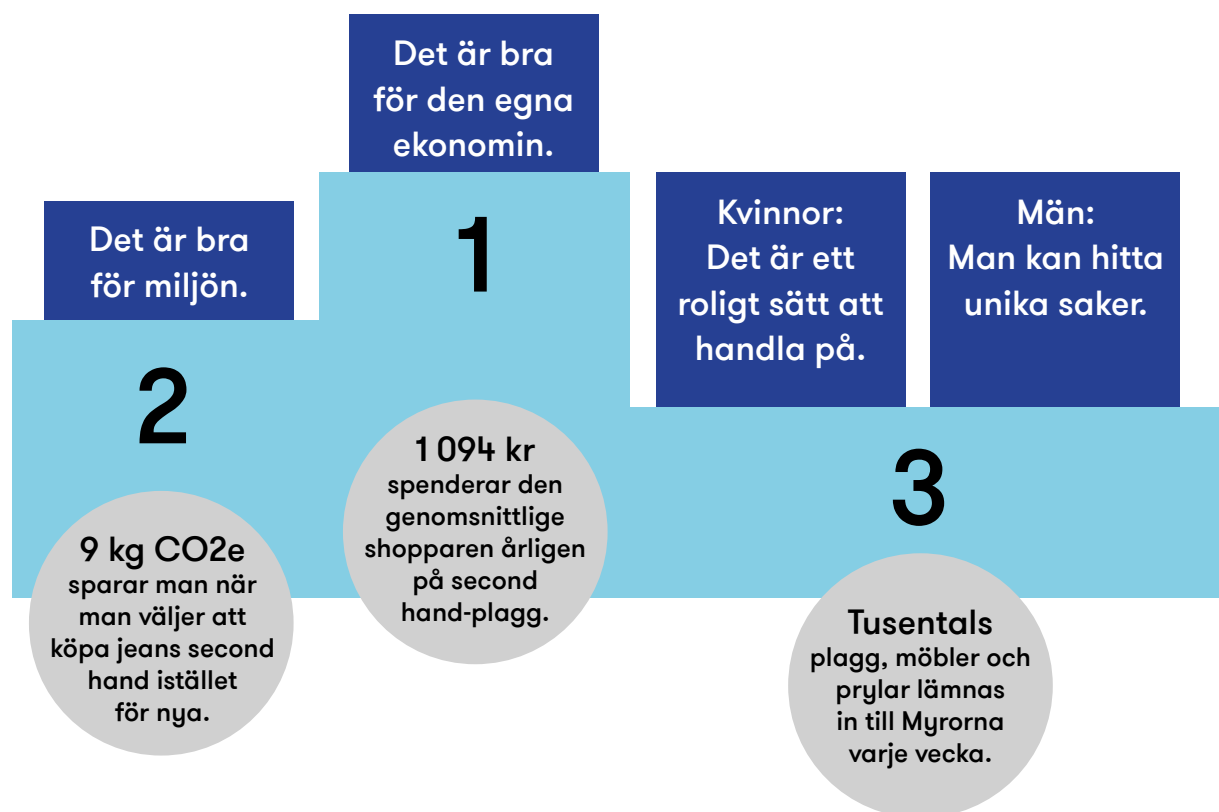 Det är bra
för den egna
ekonomin.
1
1 094 kr
spenderar den
genomsnittlige
shopparen årligen
på second
hand-plagg.
Det är bra
för miljön.
2
9 kg CO2e
sparar man när
man väljer att
köpa jeans second
hand istället
för nya.
Kvinnor:
Det är ett
roligt sätt att
handla på.
Män:
Man kan hitta
unika saker.
3
Tusentals
plagg, möbler och
prylar lämnas
in till Myrorna
varje vecka.